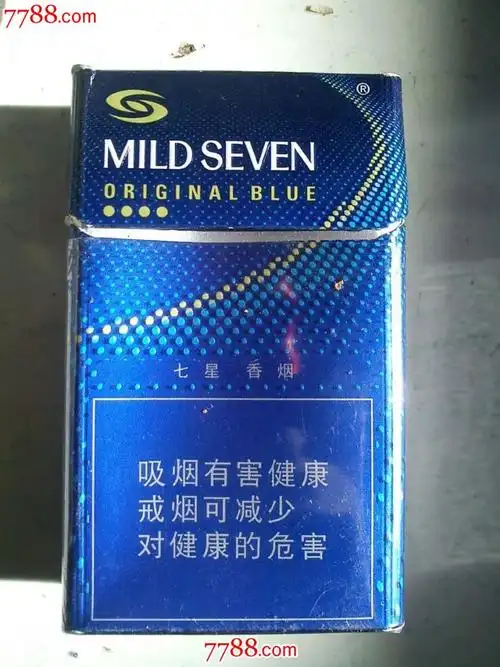 7788.com
®
MILD SEVEN
ORIGINAL BLUE
七星 香烟
吸烟有害健康
戒烟可减少
对健康的危害
7788.com